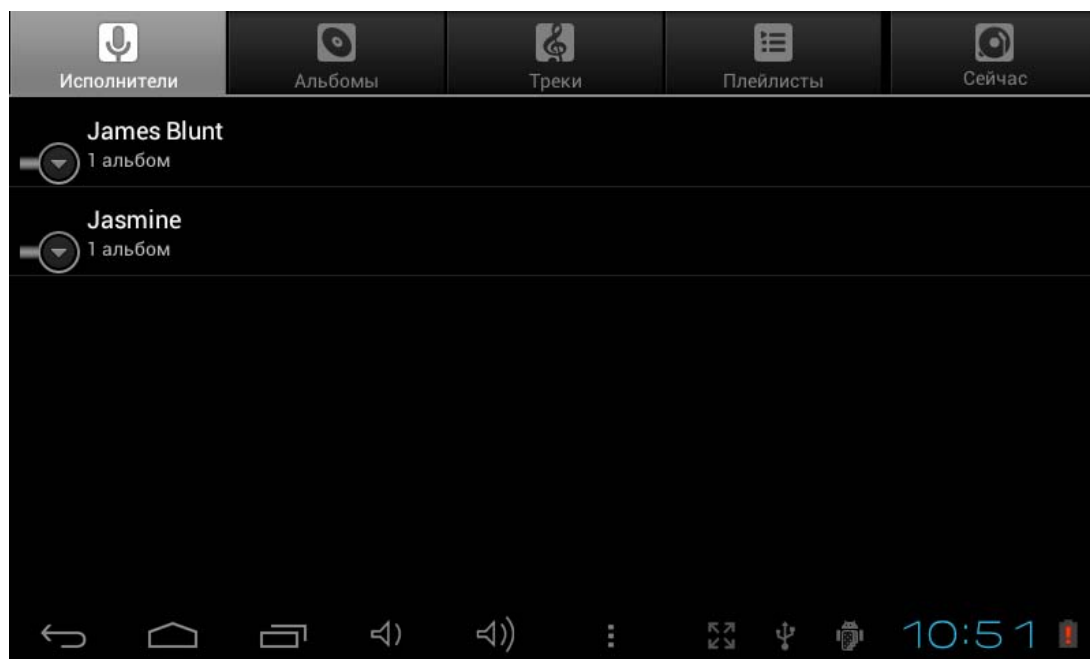 Исполнители
Альбомы
Треки
Плейлисты
Сейчас
James Blunt
1 альбом
Jasmine
1 альбом
10:51